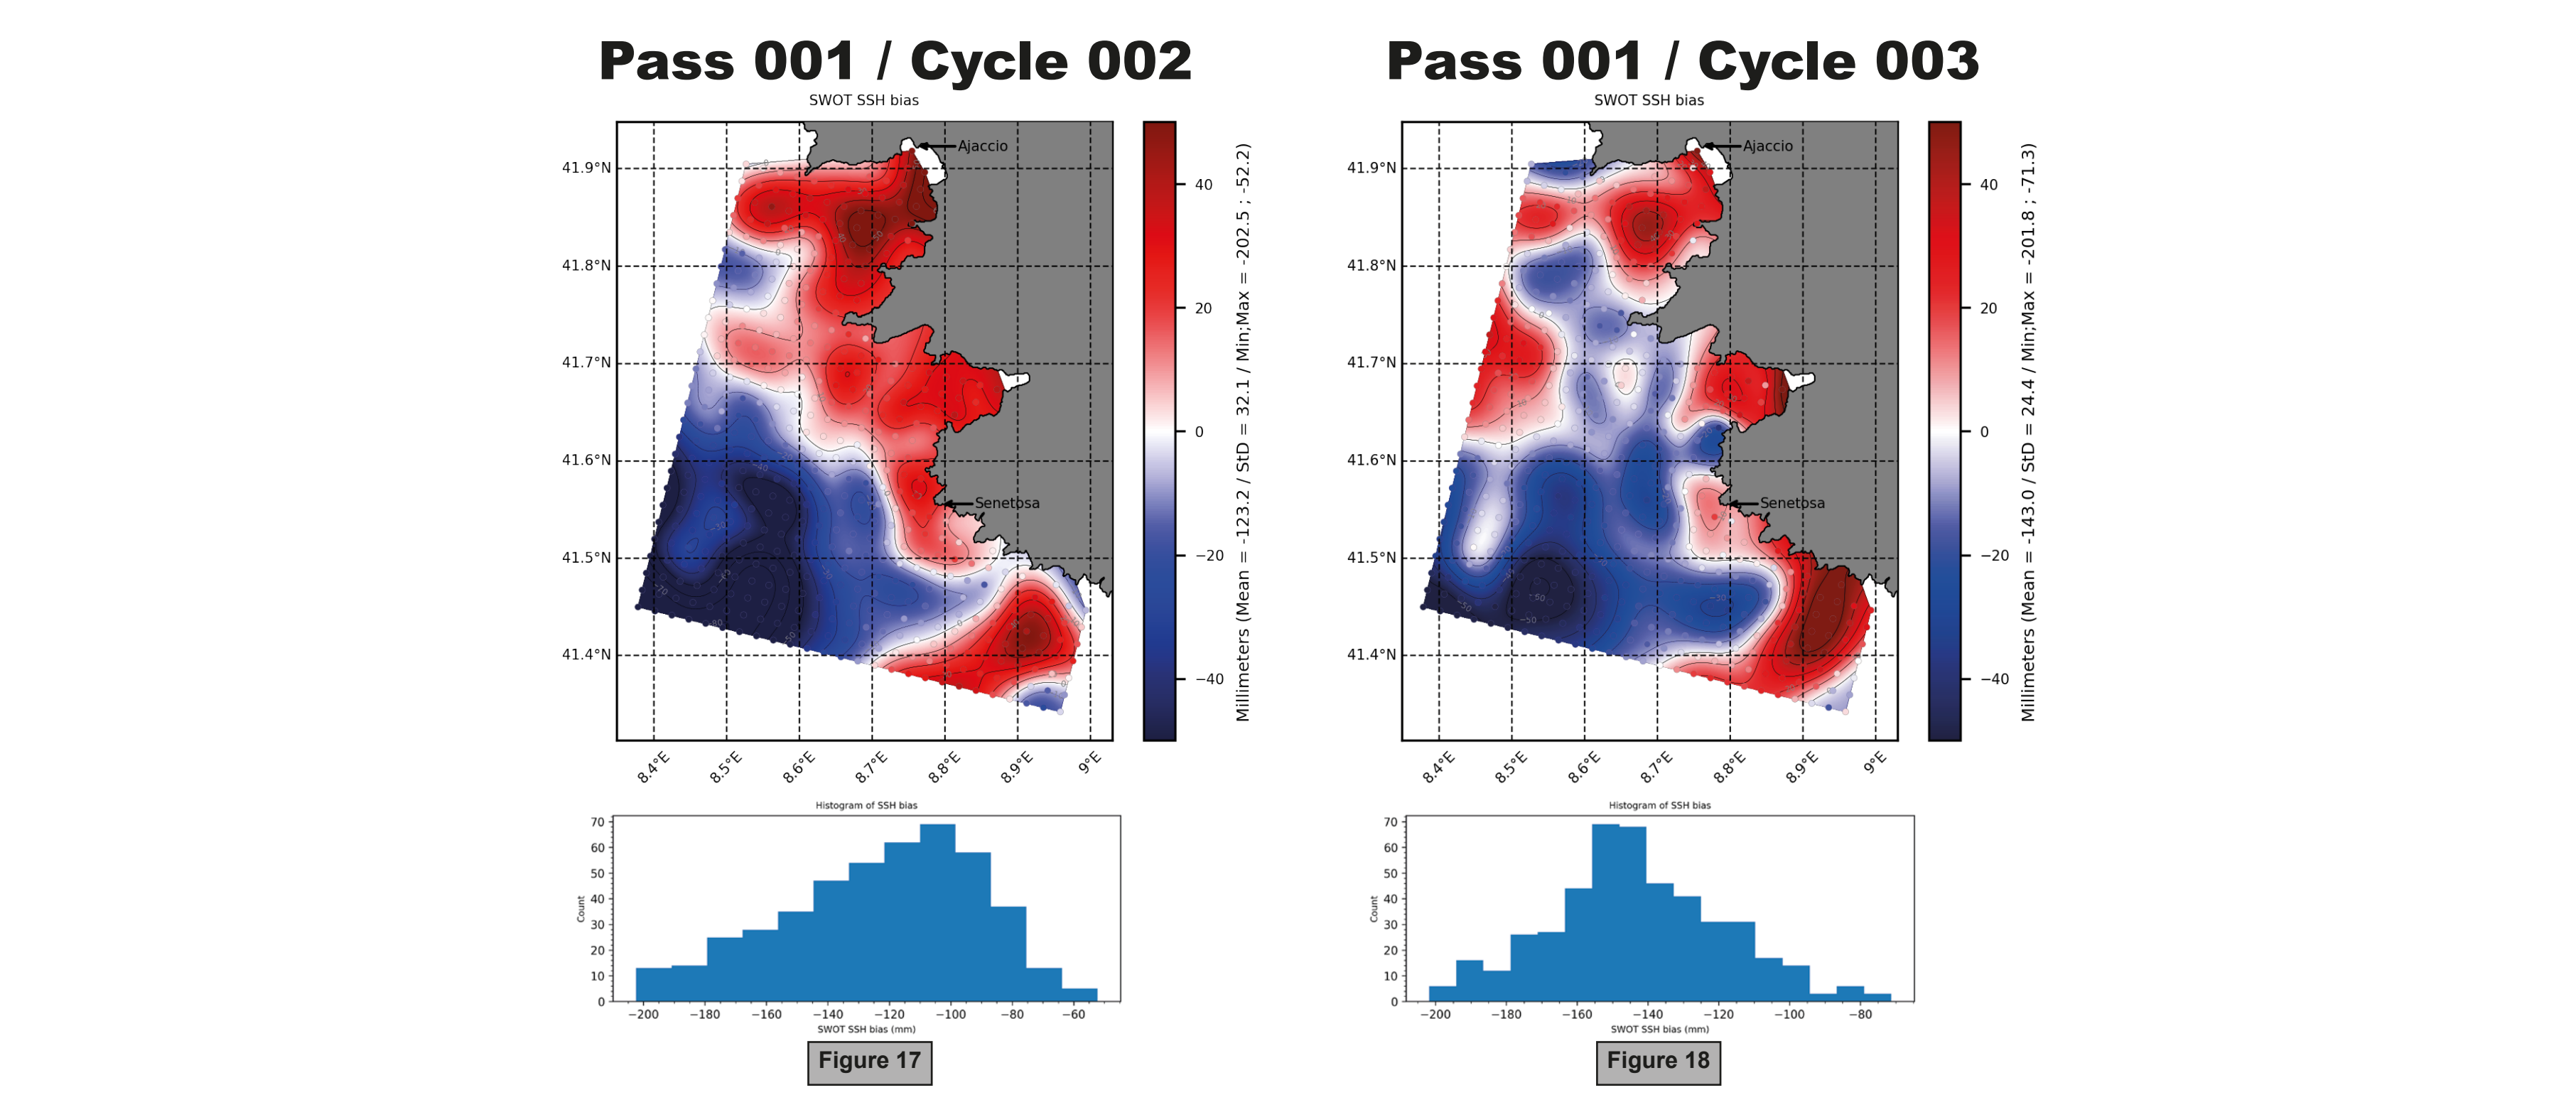 Pass 001 / Cycle 002
SWOT SSH bias
Ajaccio
Senetosa
41.9°N
41.8°N
41.7°N
41.6°N
41.5°N
41.4°N
8.4°E
8.5°E
8.6°E
8.7°E
8.8°E
8.9°E
9°E
40
20
0
−20
−40
Millimeters (Mean = -123.2 / StD = 32.1 / Min;Max = -202.5 ; -52.2)
Histogram of SSH bias
Count
70
60
50
40
30
20
10
0
−200
−180
−160
−140
−120
−100
−80
−60
SWOT SSH bias (mm)
Figure 17
Pass 001 / Cycle 003
SWOT SSH bias
Ajaccio
Senetosa
41.9°N
41.8°N
41.7°N
41.6°N
41.5°N
41.4°N
8.4°E
8.5°E
8.6°E
8.7°E
8.8°E
8.9°E
9°E
40
20
0
−20
−40
Millimeters (Mean = -143.0 / StD = 24.4 / Min;Max = -201.8 ; -71.3)
Histogram of SSH bias
Count
70
60
50
40
30
20
10
0
−200
−180
−160
−140
−120
−100
−80
SWOT SSH bias (mm)
Figure 18